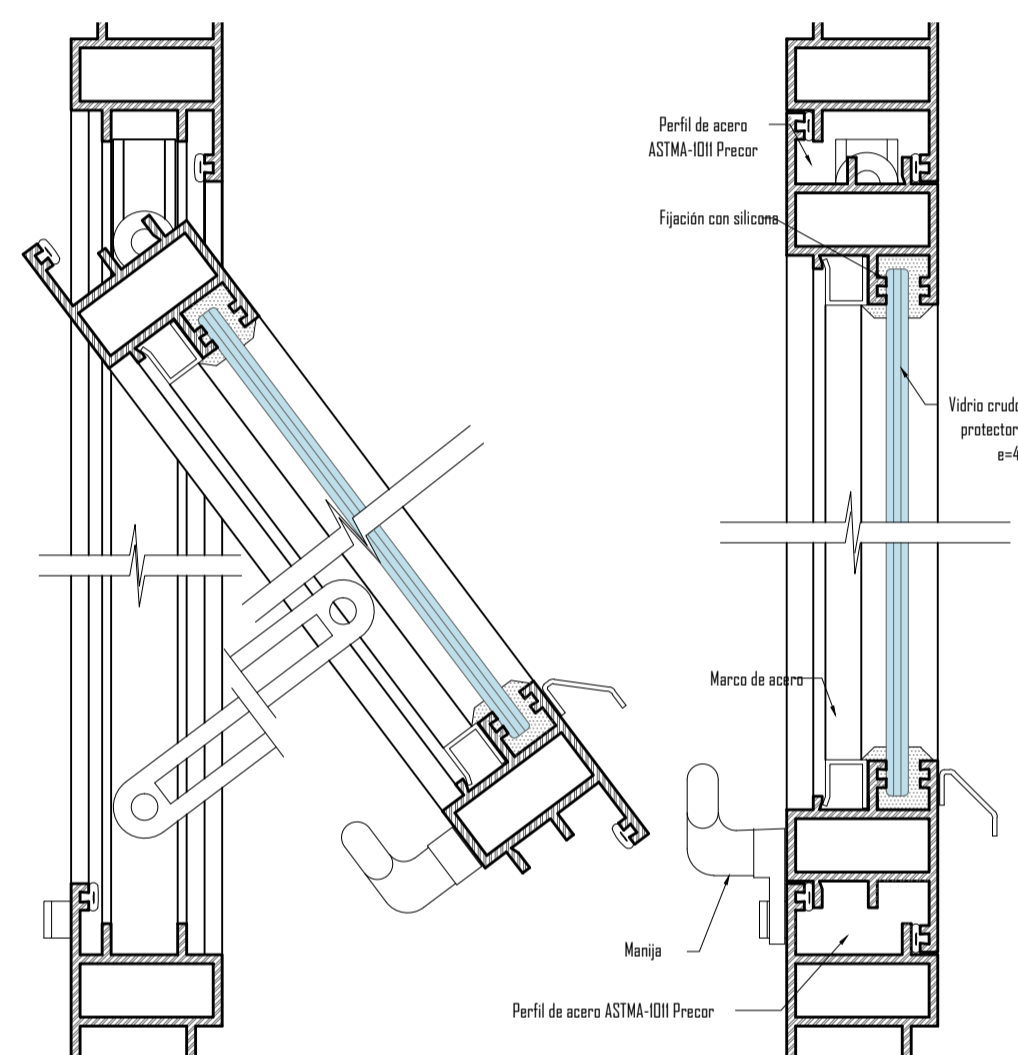 Perfil de acero
ASTMA-1011 Precor
Fijación con silicona
Vidrio crudo
protector
e=4
Marco de acero
Manija
Perfil de acero ASTMA-1011 Precor